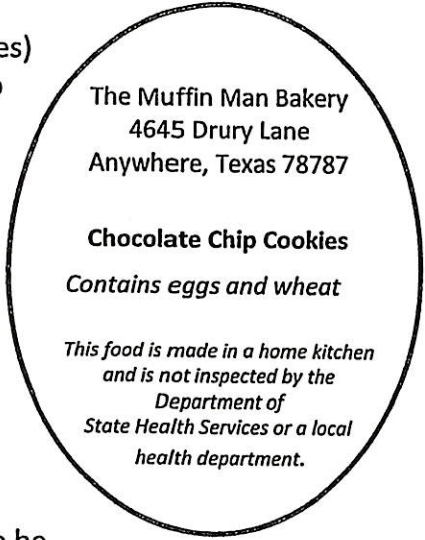 es)
The Muffin Man Bakery
4645 Drury Lane
Anywhere, Texas 78787
Chocolate Chip Cookies
Contains eggs and wheat
This food is made in a home kitchen
and is not inspected by the
Department of
State Health Services or a local
health department.